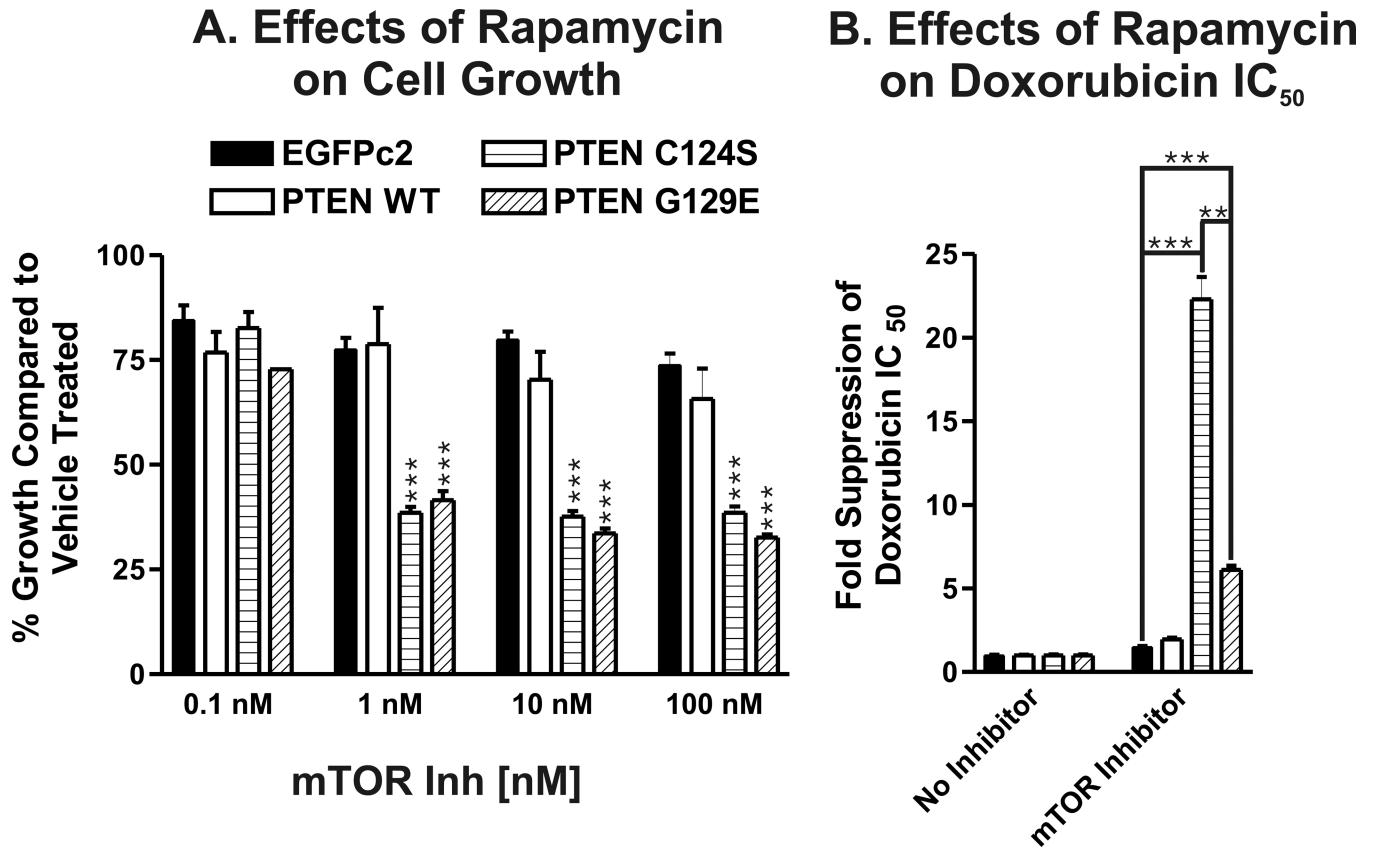 A. Effects of Rapamycin
on Cell Growth
EGFPc2
PTEN C124S
PTEN WT
PTEN G129E
% Growth Compared to
Vehicle Treated
100
75
50
25
0
***
***
***
***
***
***
0.1 nM
1 nM
10 nM
100 nM
mTOR Inh [nM]
B. Effects of Rapamycin
on Doxorubicin IC50
Fold Suppression of
Doxorubicin IC 50
25
20
15
10
5
0
***
**
***
No Inhibitor
mTOR Inhibitor